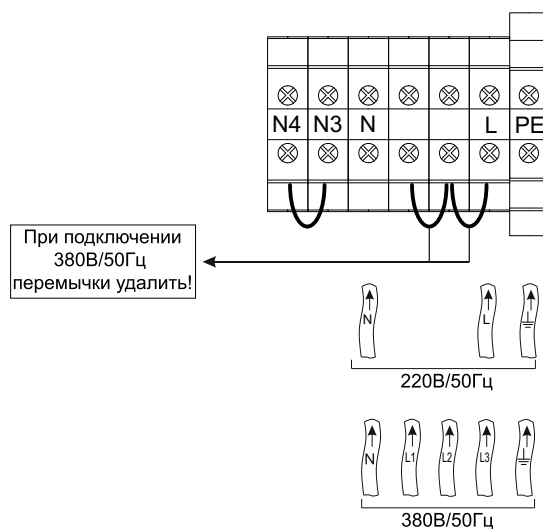 N4 N3 N L PE
При подключении
380В/50Гц
перемычки удалить!
N L
220В/50Гц
N L1 L2 L3
380В/50Гц